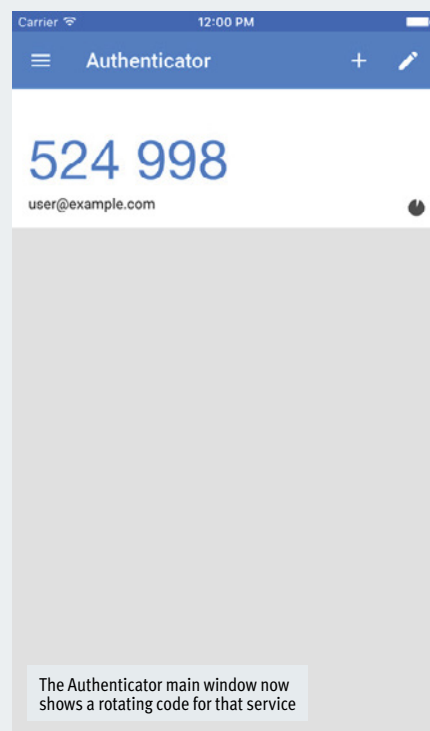 Carrier 12:00 PM
Authenticator
524 998
user@example.com
The Authenticator main window now
shows a rotating code for that service